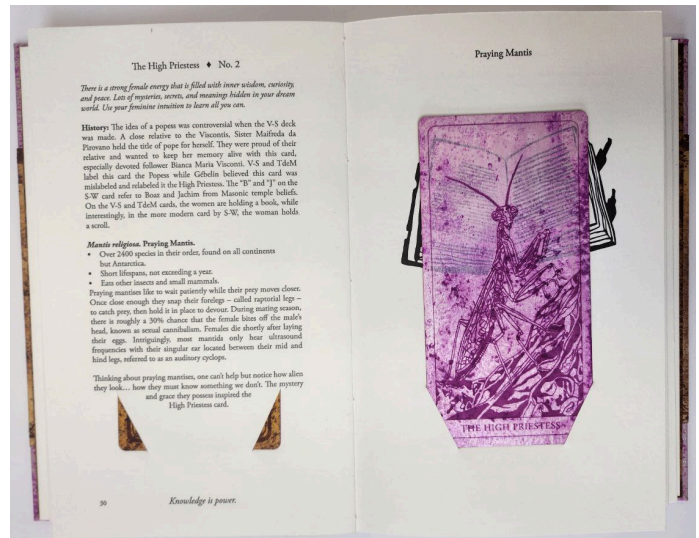 The High Priestess ♦ No. 2
There is a strong female energy that is filled with inner wisdom, curiosity,
and peace. Lots of mysteries, secrets, and meanings hidden in your dream
world. Use your feminine intuition to learn all you can.
History: The idea of a popess was controversial when the V-S deck
was made. A close relative to the Viscontis, Sister Maifreda da
Pirovano held the title of pope for herself. They were proud of their
relative and wanted to keep her memory alive with this card,
especially devoted follower Bianca Maria Visconti. V-S and TdeM
label this card the Popess while Gébelin believed this card was
mislabeled and relabeled it the High Priestess. The "B" and "J" on the
S-W card refer to Boaz and Jachim from Masonic temple beliefs.
On the V-S and TdeM cards, the women are holding a book, while
interestingly, in the more modern card by S-W, the woman holds
a scroll.
Mantis religiosa. Praying Mantis.
• Over 2400 species in their order, found on all continents
but Antarctica.
• Short lifespans, not exceeding a year.
• Eats other insects and small mammals.
Praying mantises like to wait patiently while their prey moves closer.
Once close enough they snap their forelegs – called raptorial legs –
to catch prey, then hold it in place to devour. During mating season,
there is roughly a 30% chance that the female bites off the male's
head, known as sexual cannibalism. Females die shortly after laying
their eggs. Intriguingly, most mantids only hear ultrasound
frequencies with their singular ear located between their mid and
hind legs, referred to as an auditory cyclops.
Thinking about praying mantises, one can't help but notice how alien
they look… how they must know something we don't. The mystery
and grace they possess inspired the
High Priestess card.
30
Knowledge is power.
Praying Mantis
THE HIGH PRIESTESS